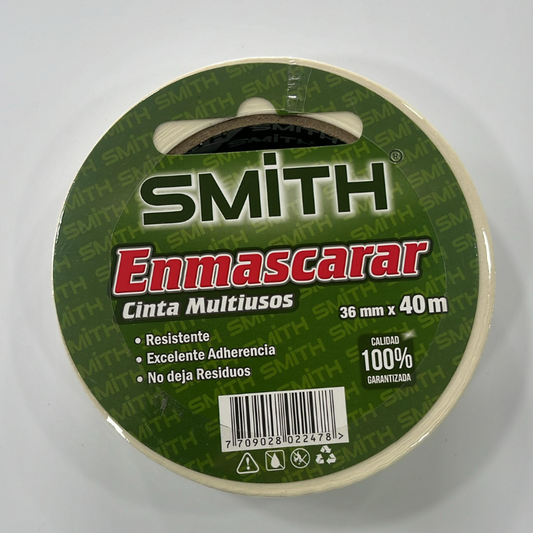 SMiTH®
Enmascarar
Cinta Multiusos
36 mm x 40 m
• Resistente
• Excelente Adherencia
• No deja Residuos
CALIDAD
100%
GARANTIZADA
7 709028 022478 >